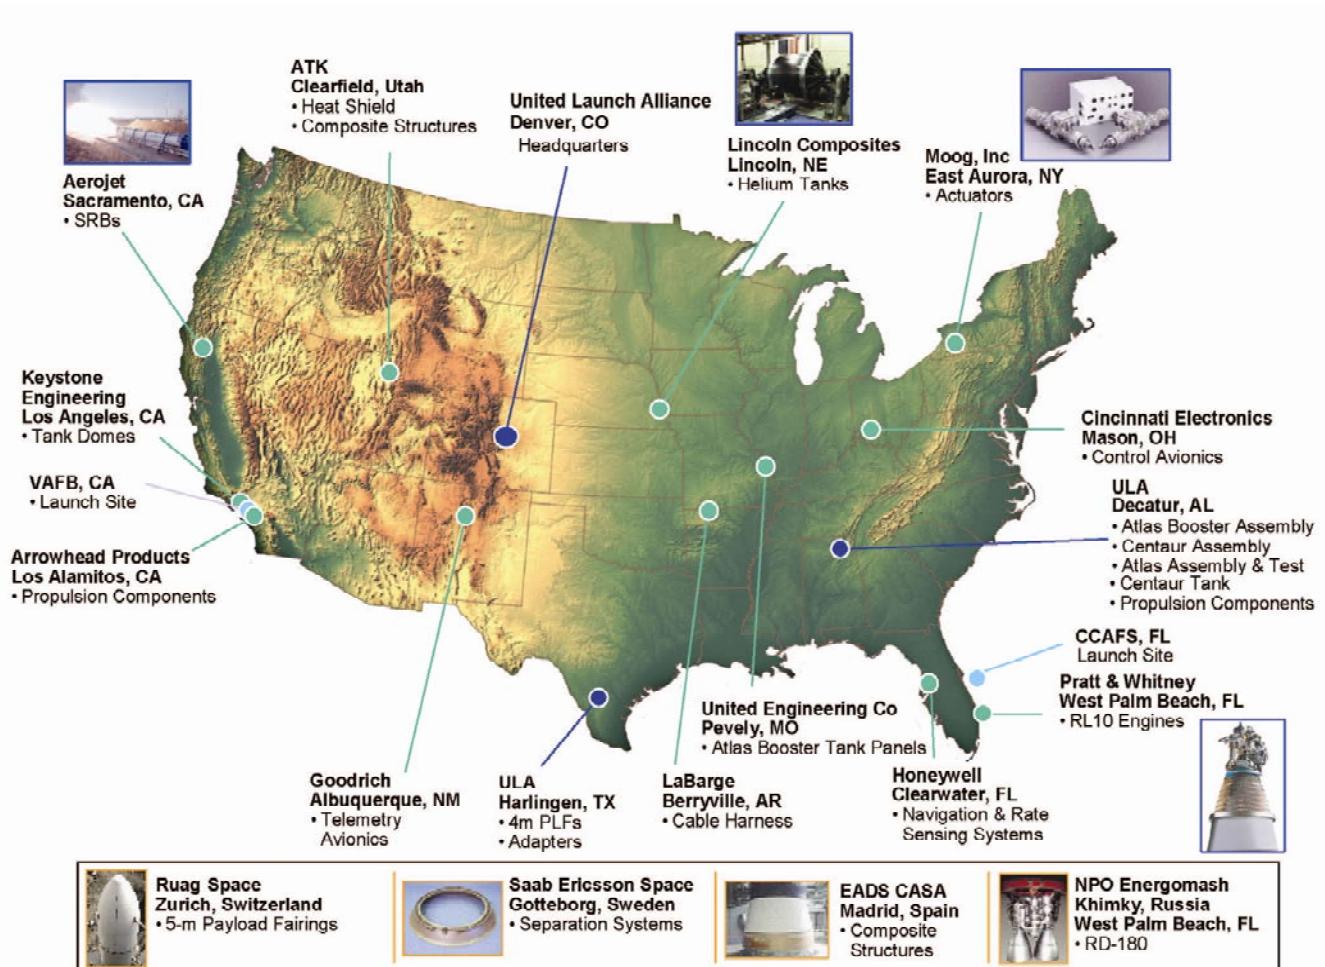 ATK
Clearfield, Utah
• Heat Shield
• Composite Structures
United Launch Alliance
Denver, CO
Headquarters
Lincoln Composites
Lincoln, NE
• Helium Tanks
Moog, Inc
East Aurora, NY
• Actuators
Aerojet
Sacramento, CA
• SRBs
Keystone
Engineering
Los Angeles, CA
• Tank Domes
VAFB, CA
• Launch Site
Arrowhead Products
Los Alamitos, CA
• Propulsion Components
Cincinnati Electronics
Mason, OH
• Control Avionics
ULA
Decatur, AL
• Atlas Booster Assembly
• Centaur Assembly
• Atlas Assembly & Test
• Centaur Tank
• Propulsion Components
CCAFS, FL
Launch Site
Pratt & Whitney
West Palm Beach, FL
• RL10 Engines
Goodrich
Albuquerque, NM
• Telemetry
Avionics
ULA
Harlingen, TX
• 4m PLFs
• Adapters
LaBarge
Berryville, AR
• Cable Harness
United Engineering Co
Pevely, MO
• Atlas Booster Tank Panels
Honeywell
Clearwater, FL
• Navigation & Rate
Sensing Systems
Ruag Space
Zurich, Switzerland
• 5-m Payload Fairings
Saab Ericsson Space
Gotteborg, Sweden
• Separation Systems
EADS CASA
Madrid, Spain
• Composite
Structures
NPO Energomash
Khimky, Russia
West Palm Beach, FL
• RD-180